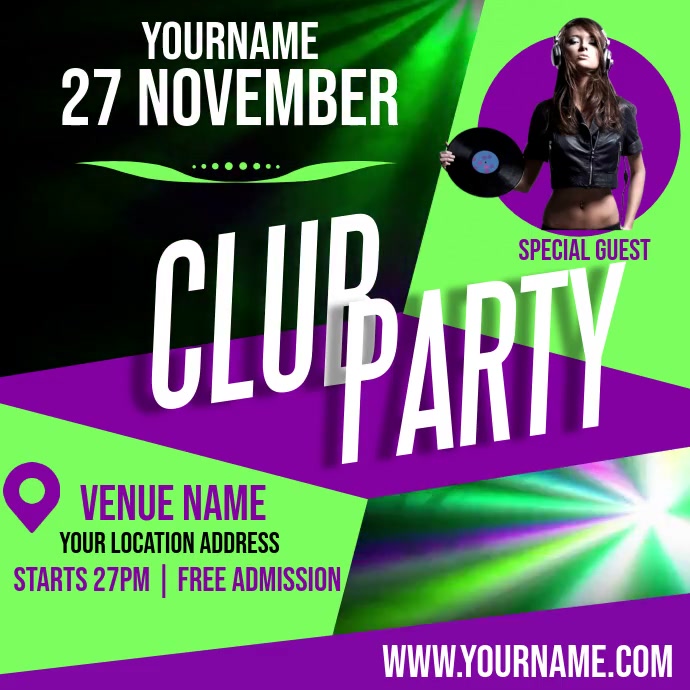 YOURNAME
27 NOVEMBER
SPECIAL GUEST
CLUB
PARTY
VENUE NAME
YOUR LOCATION ADDRESS
STARTS 27PM | FREE ADMISSION
WWW.YOURNAME.COM